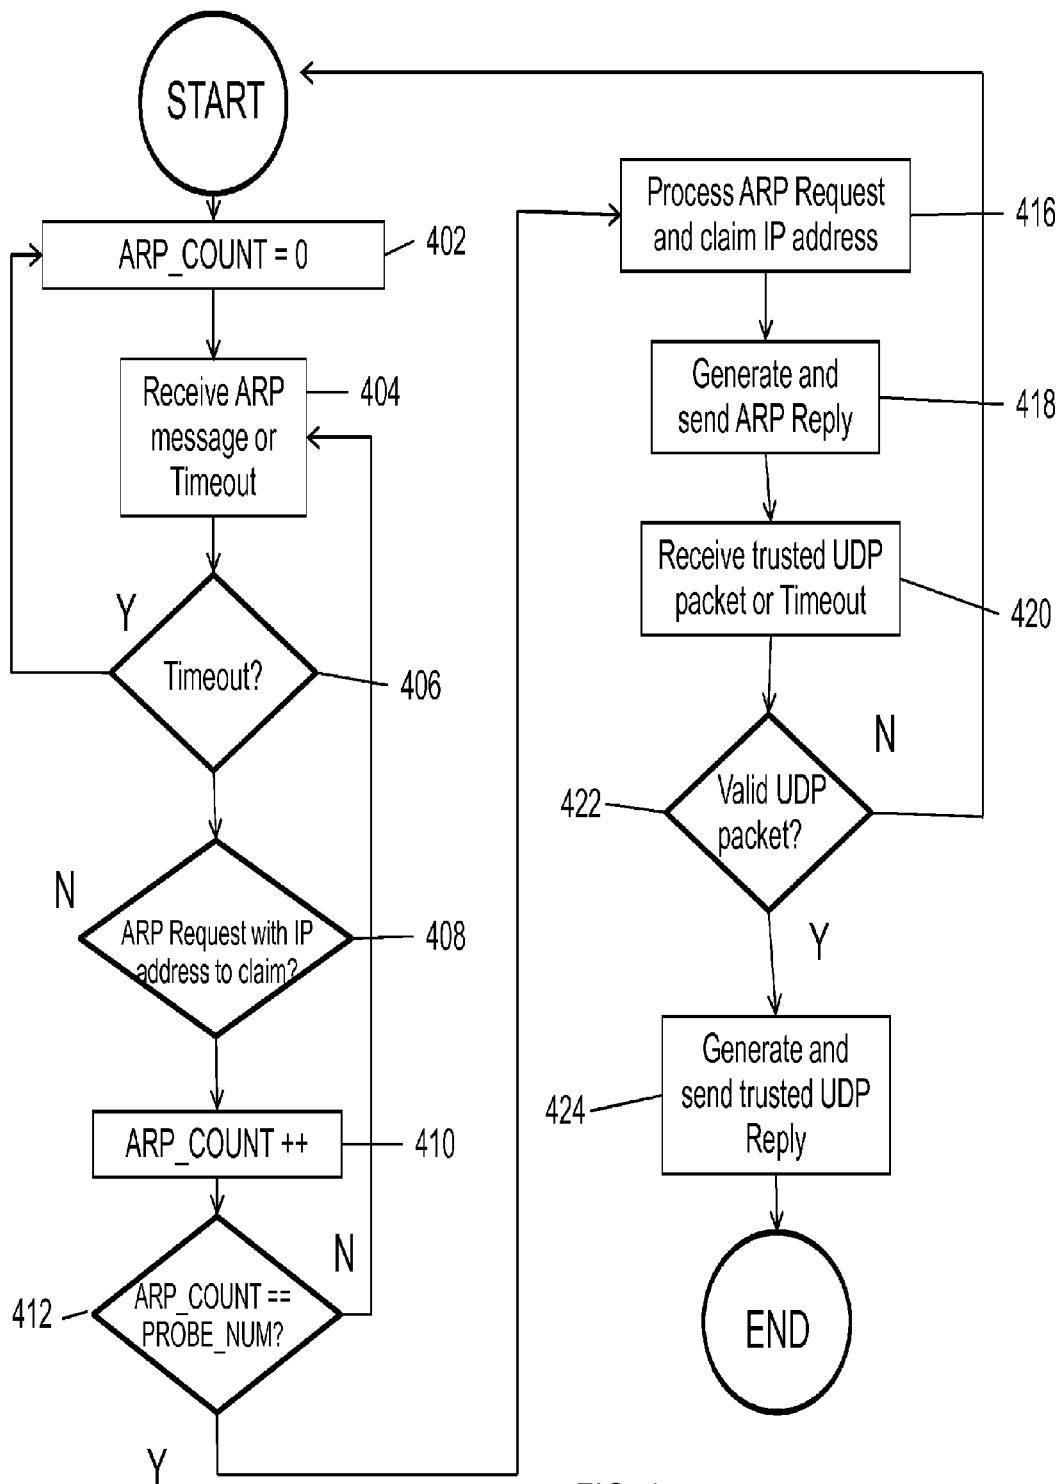 START
ARP_COUNT = 0
402
Receive ARP
message or
Timeout
404
Y
Timeout?
406
N
ARP Request with IP
address to claim?
408
ARP_COUNT ++
410
N
ARP_COUNT ==
PROBE_NUM?
412
Y
Process ARP Request
and claim IP address
416
Generate and
send ARP Reply
418
Receive trusted UDP
packet or Timeout
420
N
Valid UDP
packet?
422
Y
Generate and
send trusted UDP
Reply
424
END